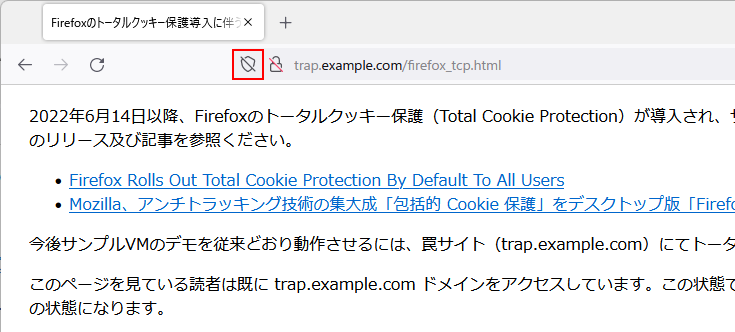 Firefoxのトータルクッキー保護導入に伴う
trap.example.com/firefox_tcp.html
2022年6月14日以降、Firefoxのトータルクッキー保護（Total Cookie Protection）が導入され、サ
のリリース及び記事を参照ください。
• Firefox Rolls Out Total Cookie Protection By Default To All Users
• Mozilla、アンチトラッキング技術の集大成「包括的 Cookie 保護」をデスクトップ版「Firefo
今後サンプルVMのデモを従来どおり動作させるには、罠サイト（trap.example.com）にてトータ
このページを見ている読者は既に trap.example.com ドメインをアクセスしています。この状態で
の状態になります。